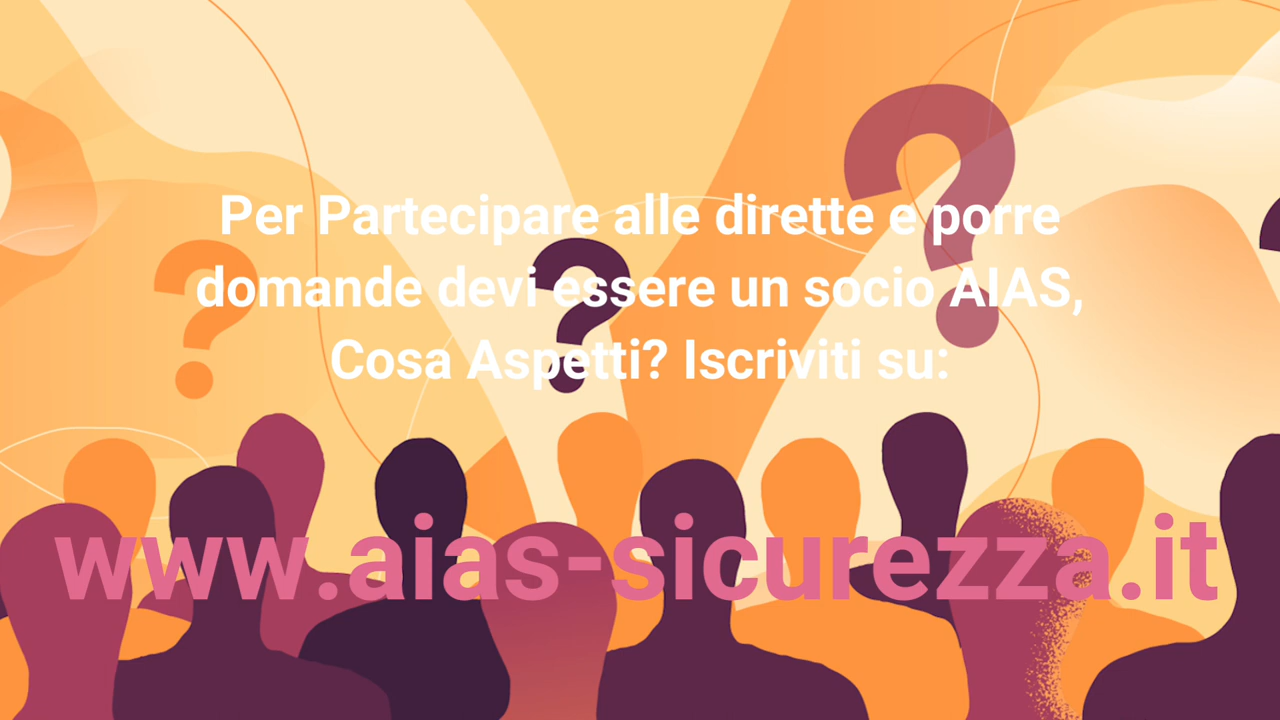 Per Partecipare alle dirette e porre
domande devi essere un socio AIAS,
Cosa Aspetti? Iscriviti su:
www.aias-sicurezza.it